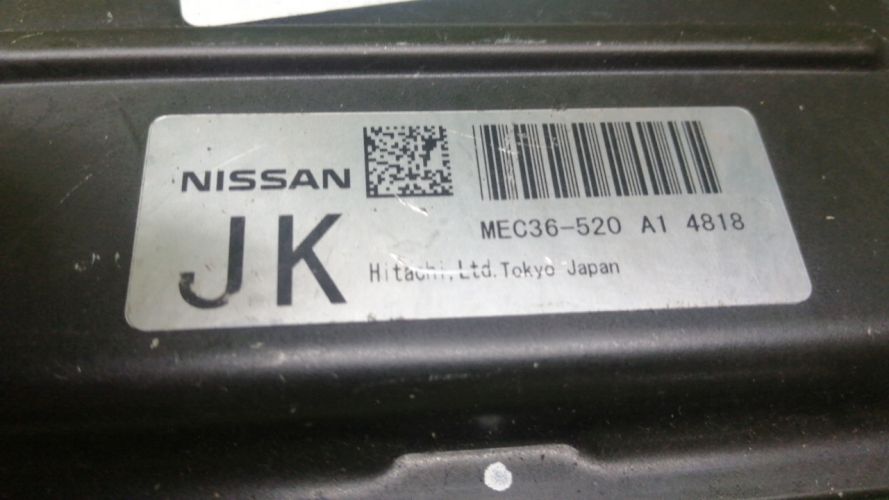 NISSAN
JK
MEC36-520 A1 4818
Hitachi,Ltd.Tokyo Japan